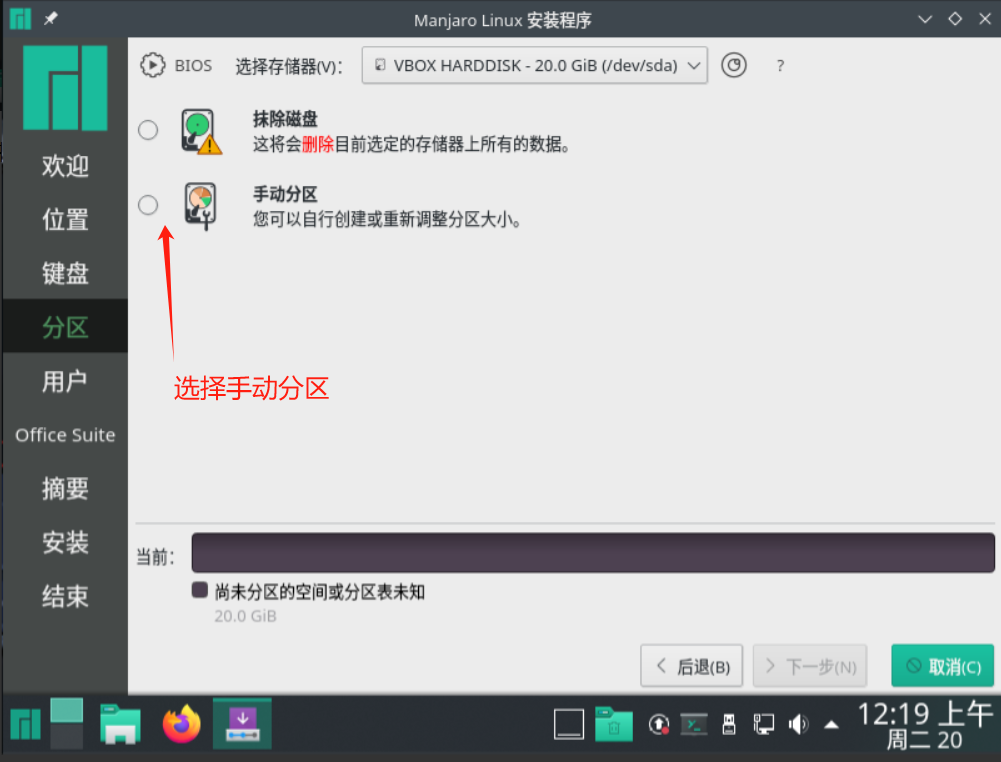 Manjaro Linux 安装程序
BIOS 选择存储器(V)： VBOX HARDDISK - 20.0 GiB (/dev/sda) ?
抹除磁盘
这将会删除目前选定的存储器上所有的数据。
手动分区
您可以自行创建或重新调整分区大小。
选择手动分区
欢迎
位置
键盘
分区
用户
Office Suite
摘要
安装
结束
当前：
尚未分区的空间或分区表未知
20.0 GiB
后退(B) 下一步(N) 取消(C)
12:19 上午
周二 20